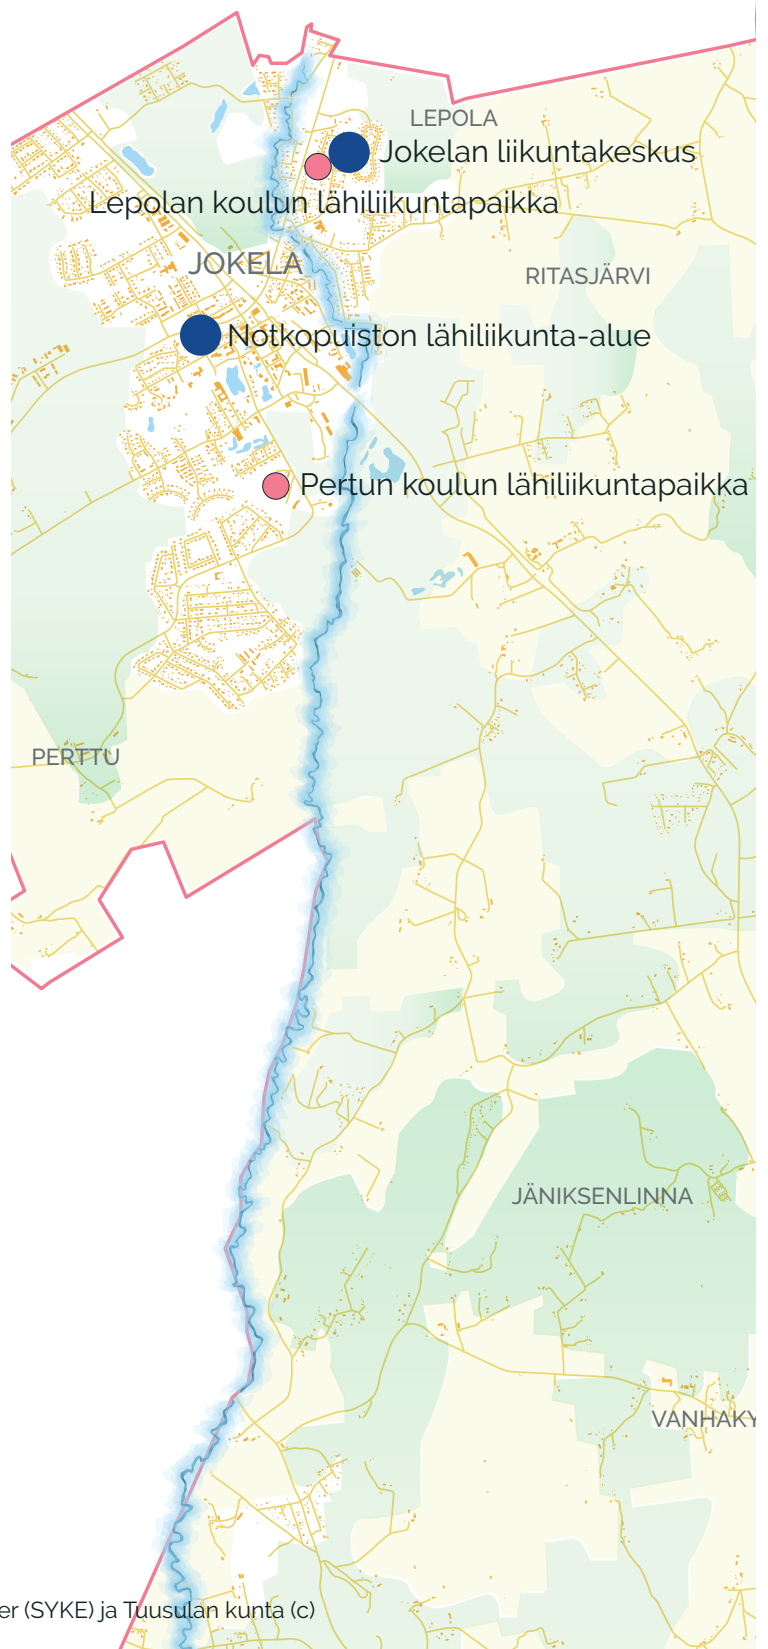 LEPOLA
Jokelan liikuntakeskus
Lepolan koulun lähiliikuntapaikka
JOKELA
RITASJÄRVI
Notkopuiston lähiliikunta-alue
Pertun koulun lähiliikuntapaikka
PERTTU
JÄNIKSENLINNA
VANHAKY
er (SYKE) ja Tuusulan kunta (c)